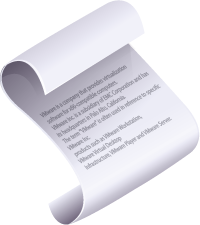 VMware is a company that provides virtualization
software for x86-compatible computers.
VMware Inc. is a subsidiary of EMC Corporation and has
its headquarters in Palo Alto, California.
The term "VMware" is often used in reference to specific
VMware, Inc.
products such as VMware Workstation,
VMware Virtual Desktop
Infrastructure, VMware Player and VMware Server.